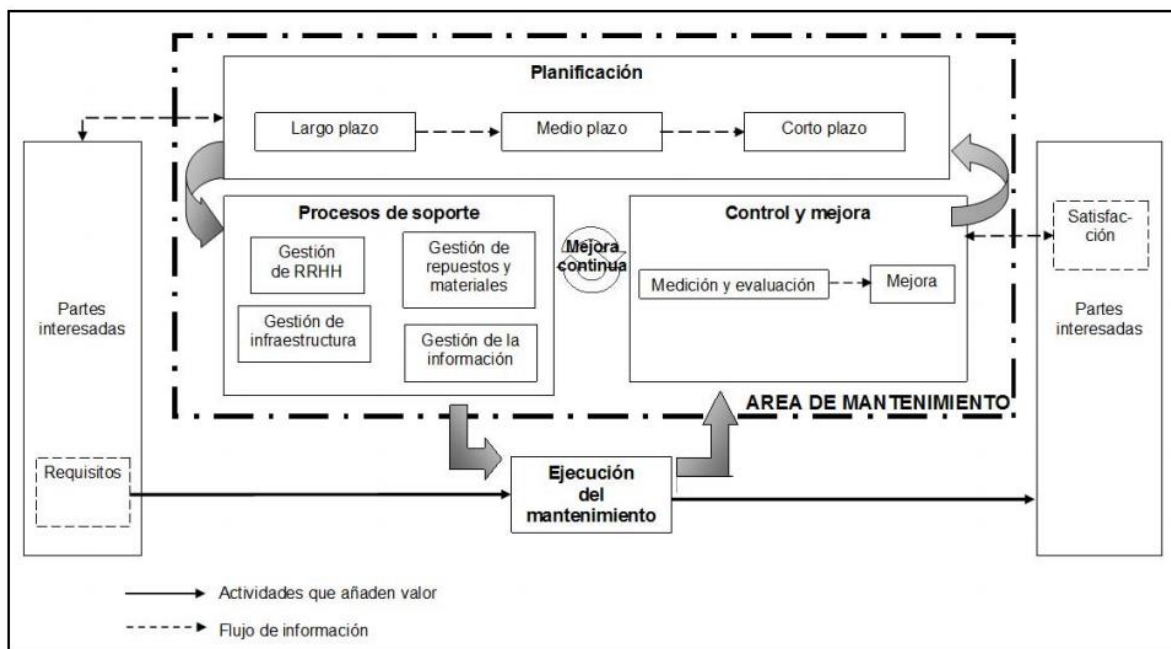 Planificación
Largo plazo
Medio plazo
Corto plazo
Partes
interesadas
Requisitos
Procesos de soporte
Gestión
de RRHH
Gestión de
repuestos y
materiales
Gestión de
infraestructura
Gestión de la
información
Mejora
continua
Control y mejora
Medición y evaluación
Mejora
AREA DE MANTENIMIENTO
Satisfac-
ción
Partes
interesadas
Ejecución
del
mantenimiento
Actividades que añaden valor
Flujo de información